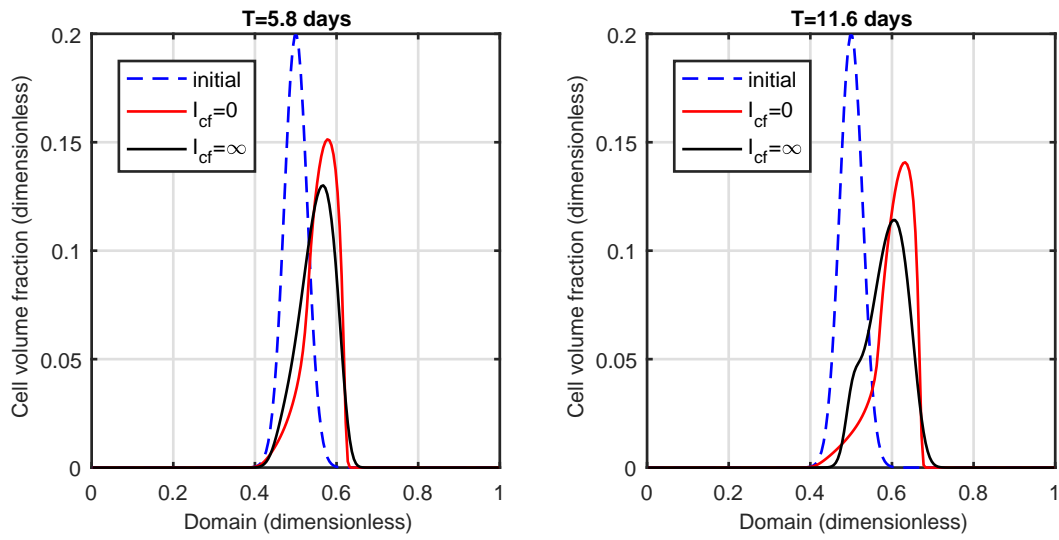 T=5.8 days
Cell volume fraction (dimensionless)
0.2
0.15
0.1
0.05
0
initial
I_cf=0
I_cf=∞
0 0.2 0.4 0.6 0.8 1
Domain (dimensionless)
T=11.6 days
Cell volume fraction (dimensionless)
0.2
0.15
0.1
0.05
0
initial
I_cf=0
I_cf=∞
0 0.2 0.4 0.6 0.8 1
Domain (dimensionless)